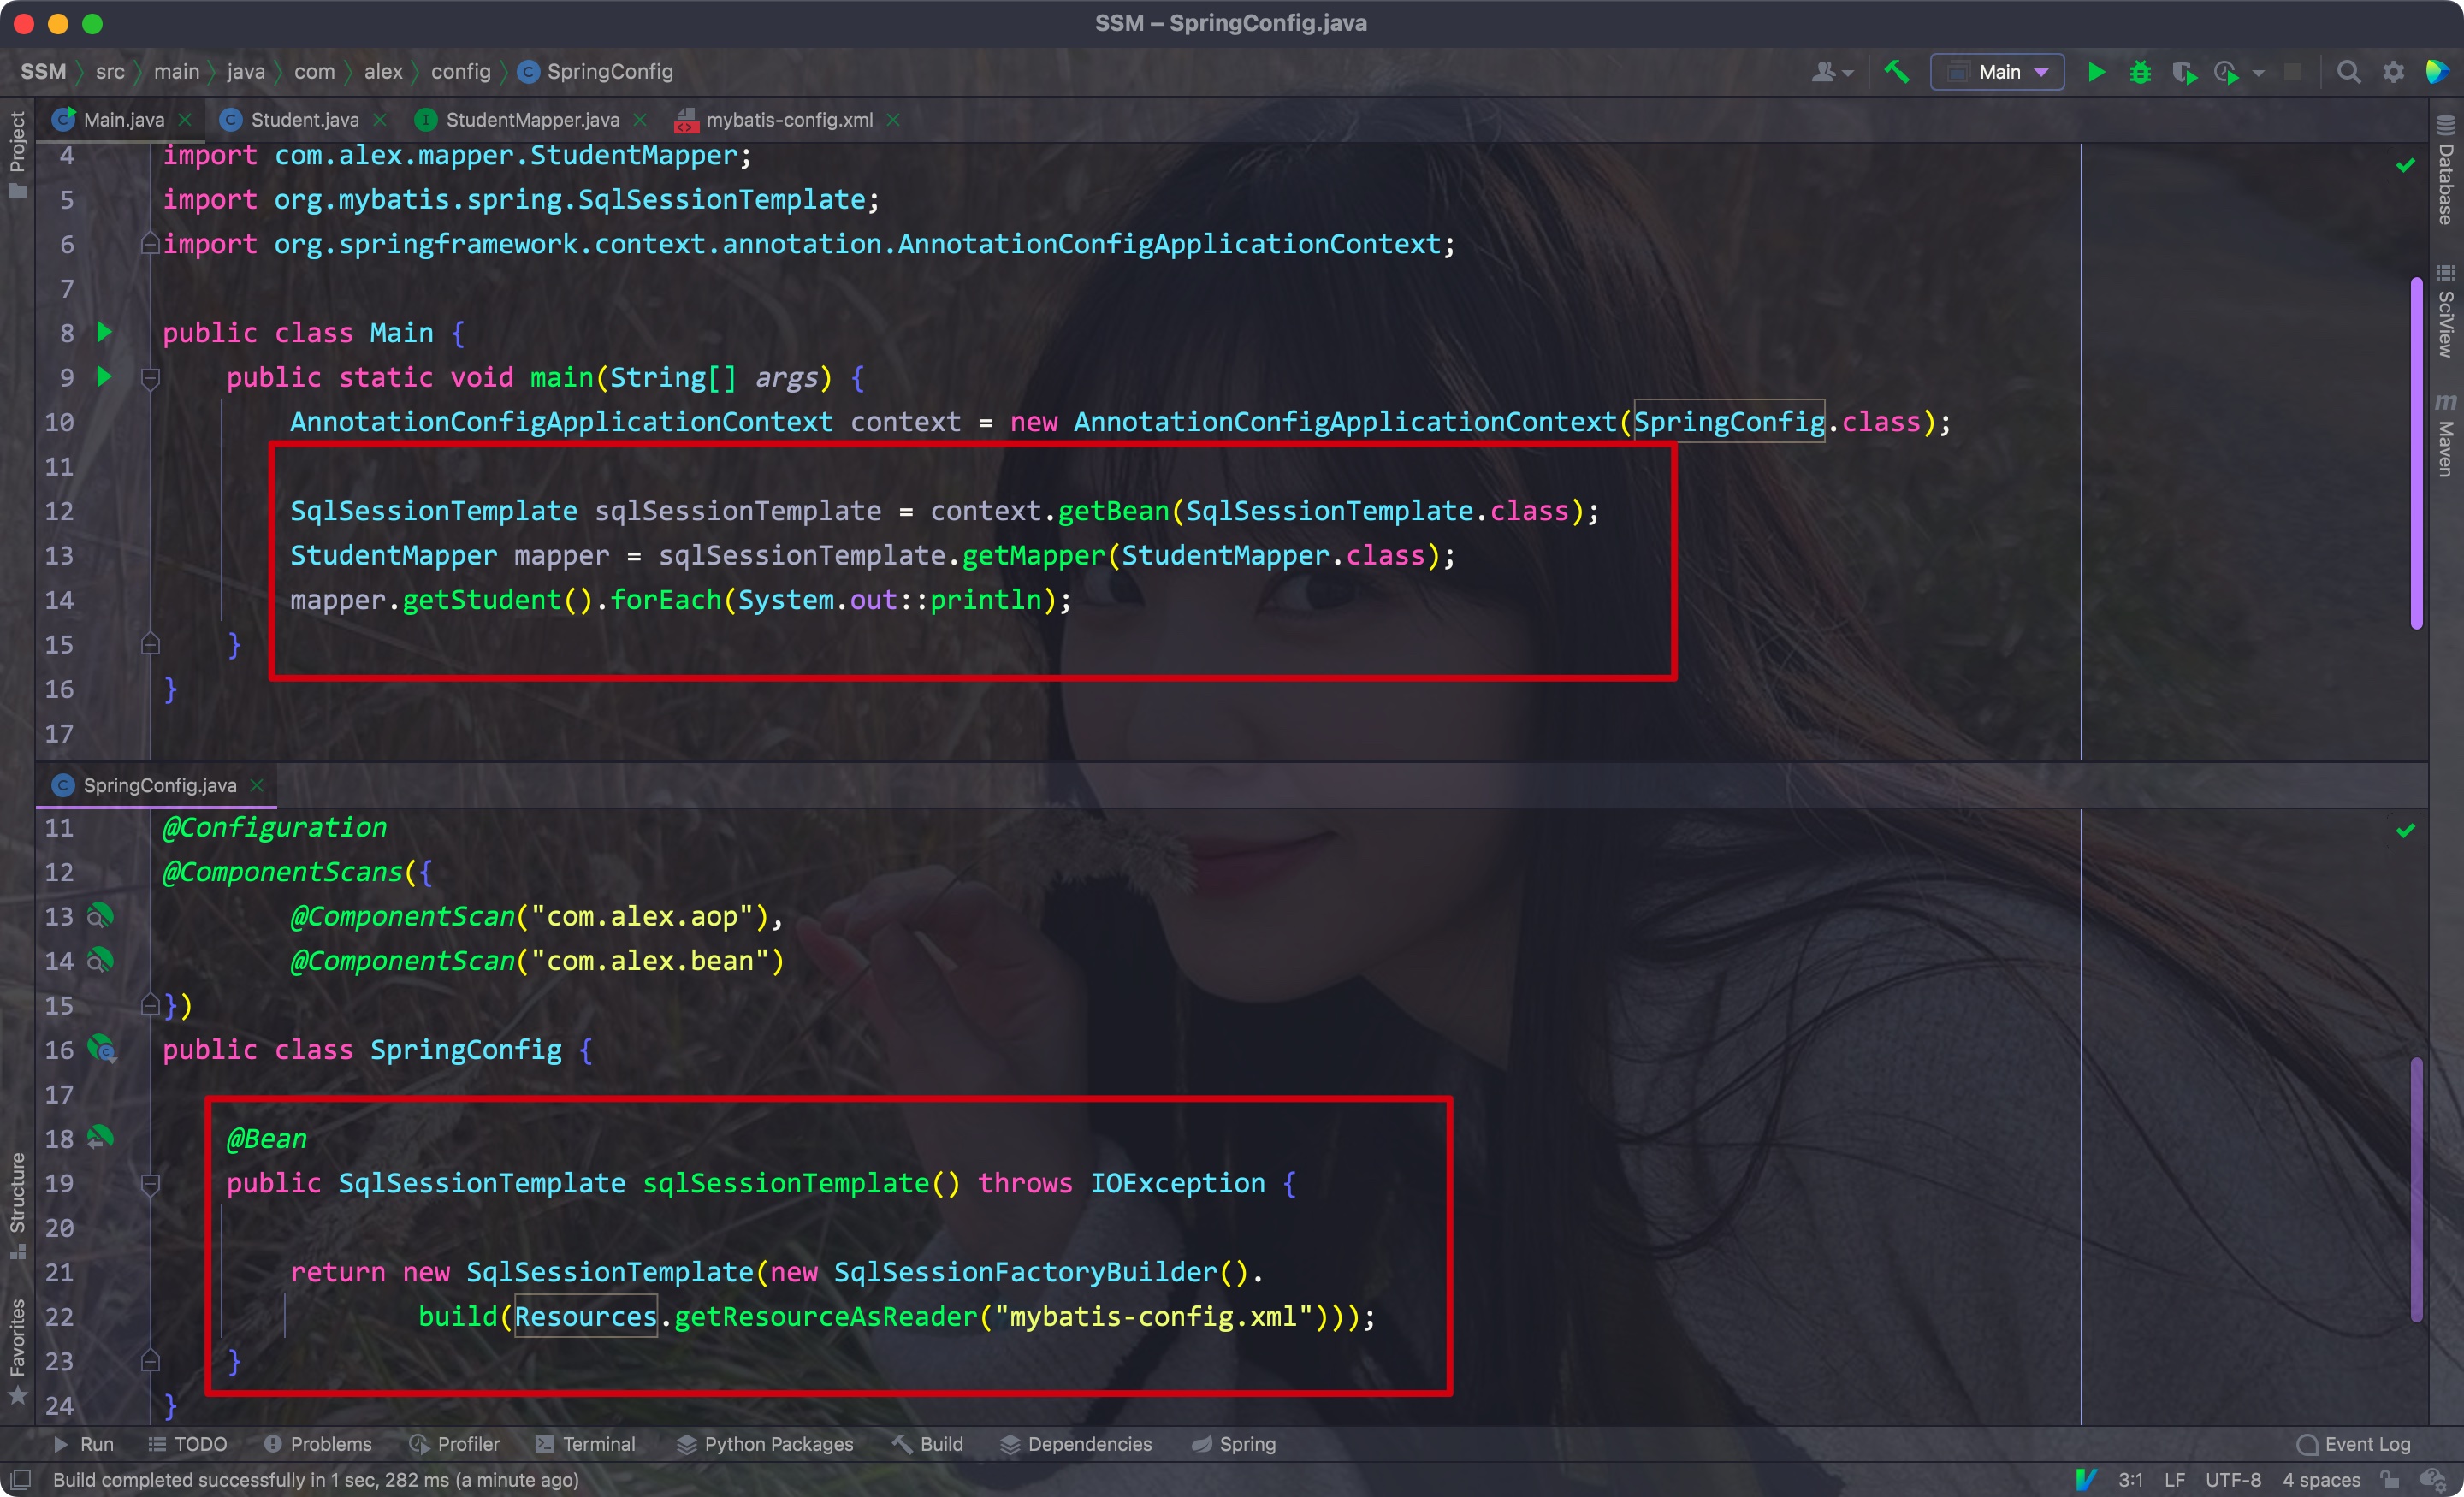 SSM – SpringConfig.java
SSM src main java com alex config SpringConfig Main
Main.java Student.java StudentMapper.java mybatis-config.xml
Project
Database
SciView
Maven
4 import com.alex.mapper.StudentMapper;
5 import org.mybatis.spring.SqlSessionTemplate;
6 import org.springframework.context.annotation.AnnotationConfigApplicationContext;
7
8 public class Main {
9 public static void main(String[] args) {
10 AnnotationConfigApplicationContext context = new AnnotationConfigApplicationContext(SpringConfig.class);
11
12 SqlSessionTemplate sqlSessionTemplate = context.getBean(SqlSessionTemplate.class);
13 StudentMapper mapper = sqlSessionTemplate.getMapper(StudentMapper.class);
14 mapper.getStudent().forEach(System.out::println);
15 }
16 }
17
SpringConfig.java
11 @Configuration
12 @ComponentScans({
13 @ComponentScan("com.alex.aop"),
14 @ComponentScan("com.alex.bean")
15 })
16 public class SpringConfig {
17
18 @Bean
19 public SqlSessionTemplate sqlSessionTemplate() throws IOException {
20
21 return new SqlSessionTemplate(new SqlSessionFactoryBuilder().
22 build(Resources.getResourceAsReader("mybatis-config.xml")));
23 }
24 }
Structure
Favorites
Run TODO Problems Profiler Terminal Python Packages Build Dependencies Spring Event Log
Build completed successfully in 1 sec, 282 ms (a minute ago) 3:1 LF UTF-8 4 spaces